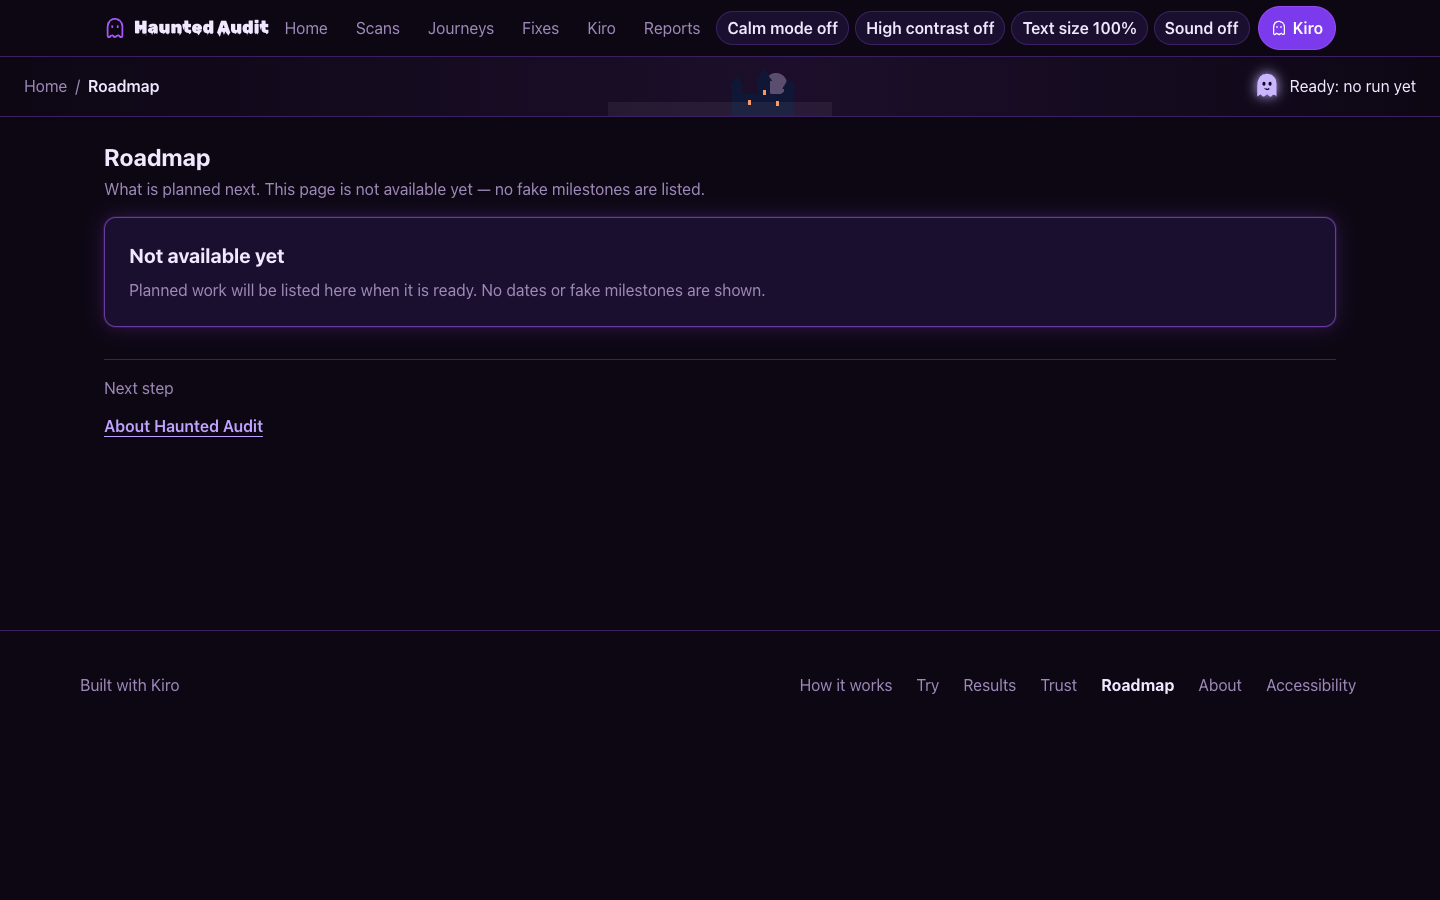 Haunted Audit Home Scans Journeys Fixes Kiro Reports Calm mode off High contrast off Text size 100% Sound off Kiro
Home / Roadmap Ready: no run yet
Roadmap
What is planned next. This page is not available yet — no fake milestones are listed.
Not available yet
Planned work will be listed here when it is ready. No dates or fake milestones are shown.
Next step
About Haunted Audit
Built with Kiro How it works Try Results Trust Roadmap About Accessibility